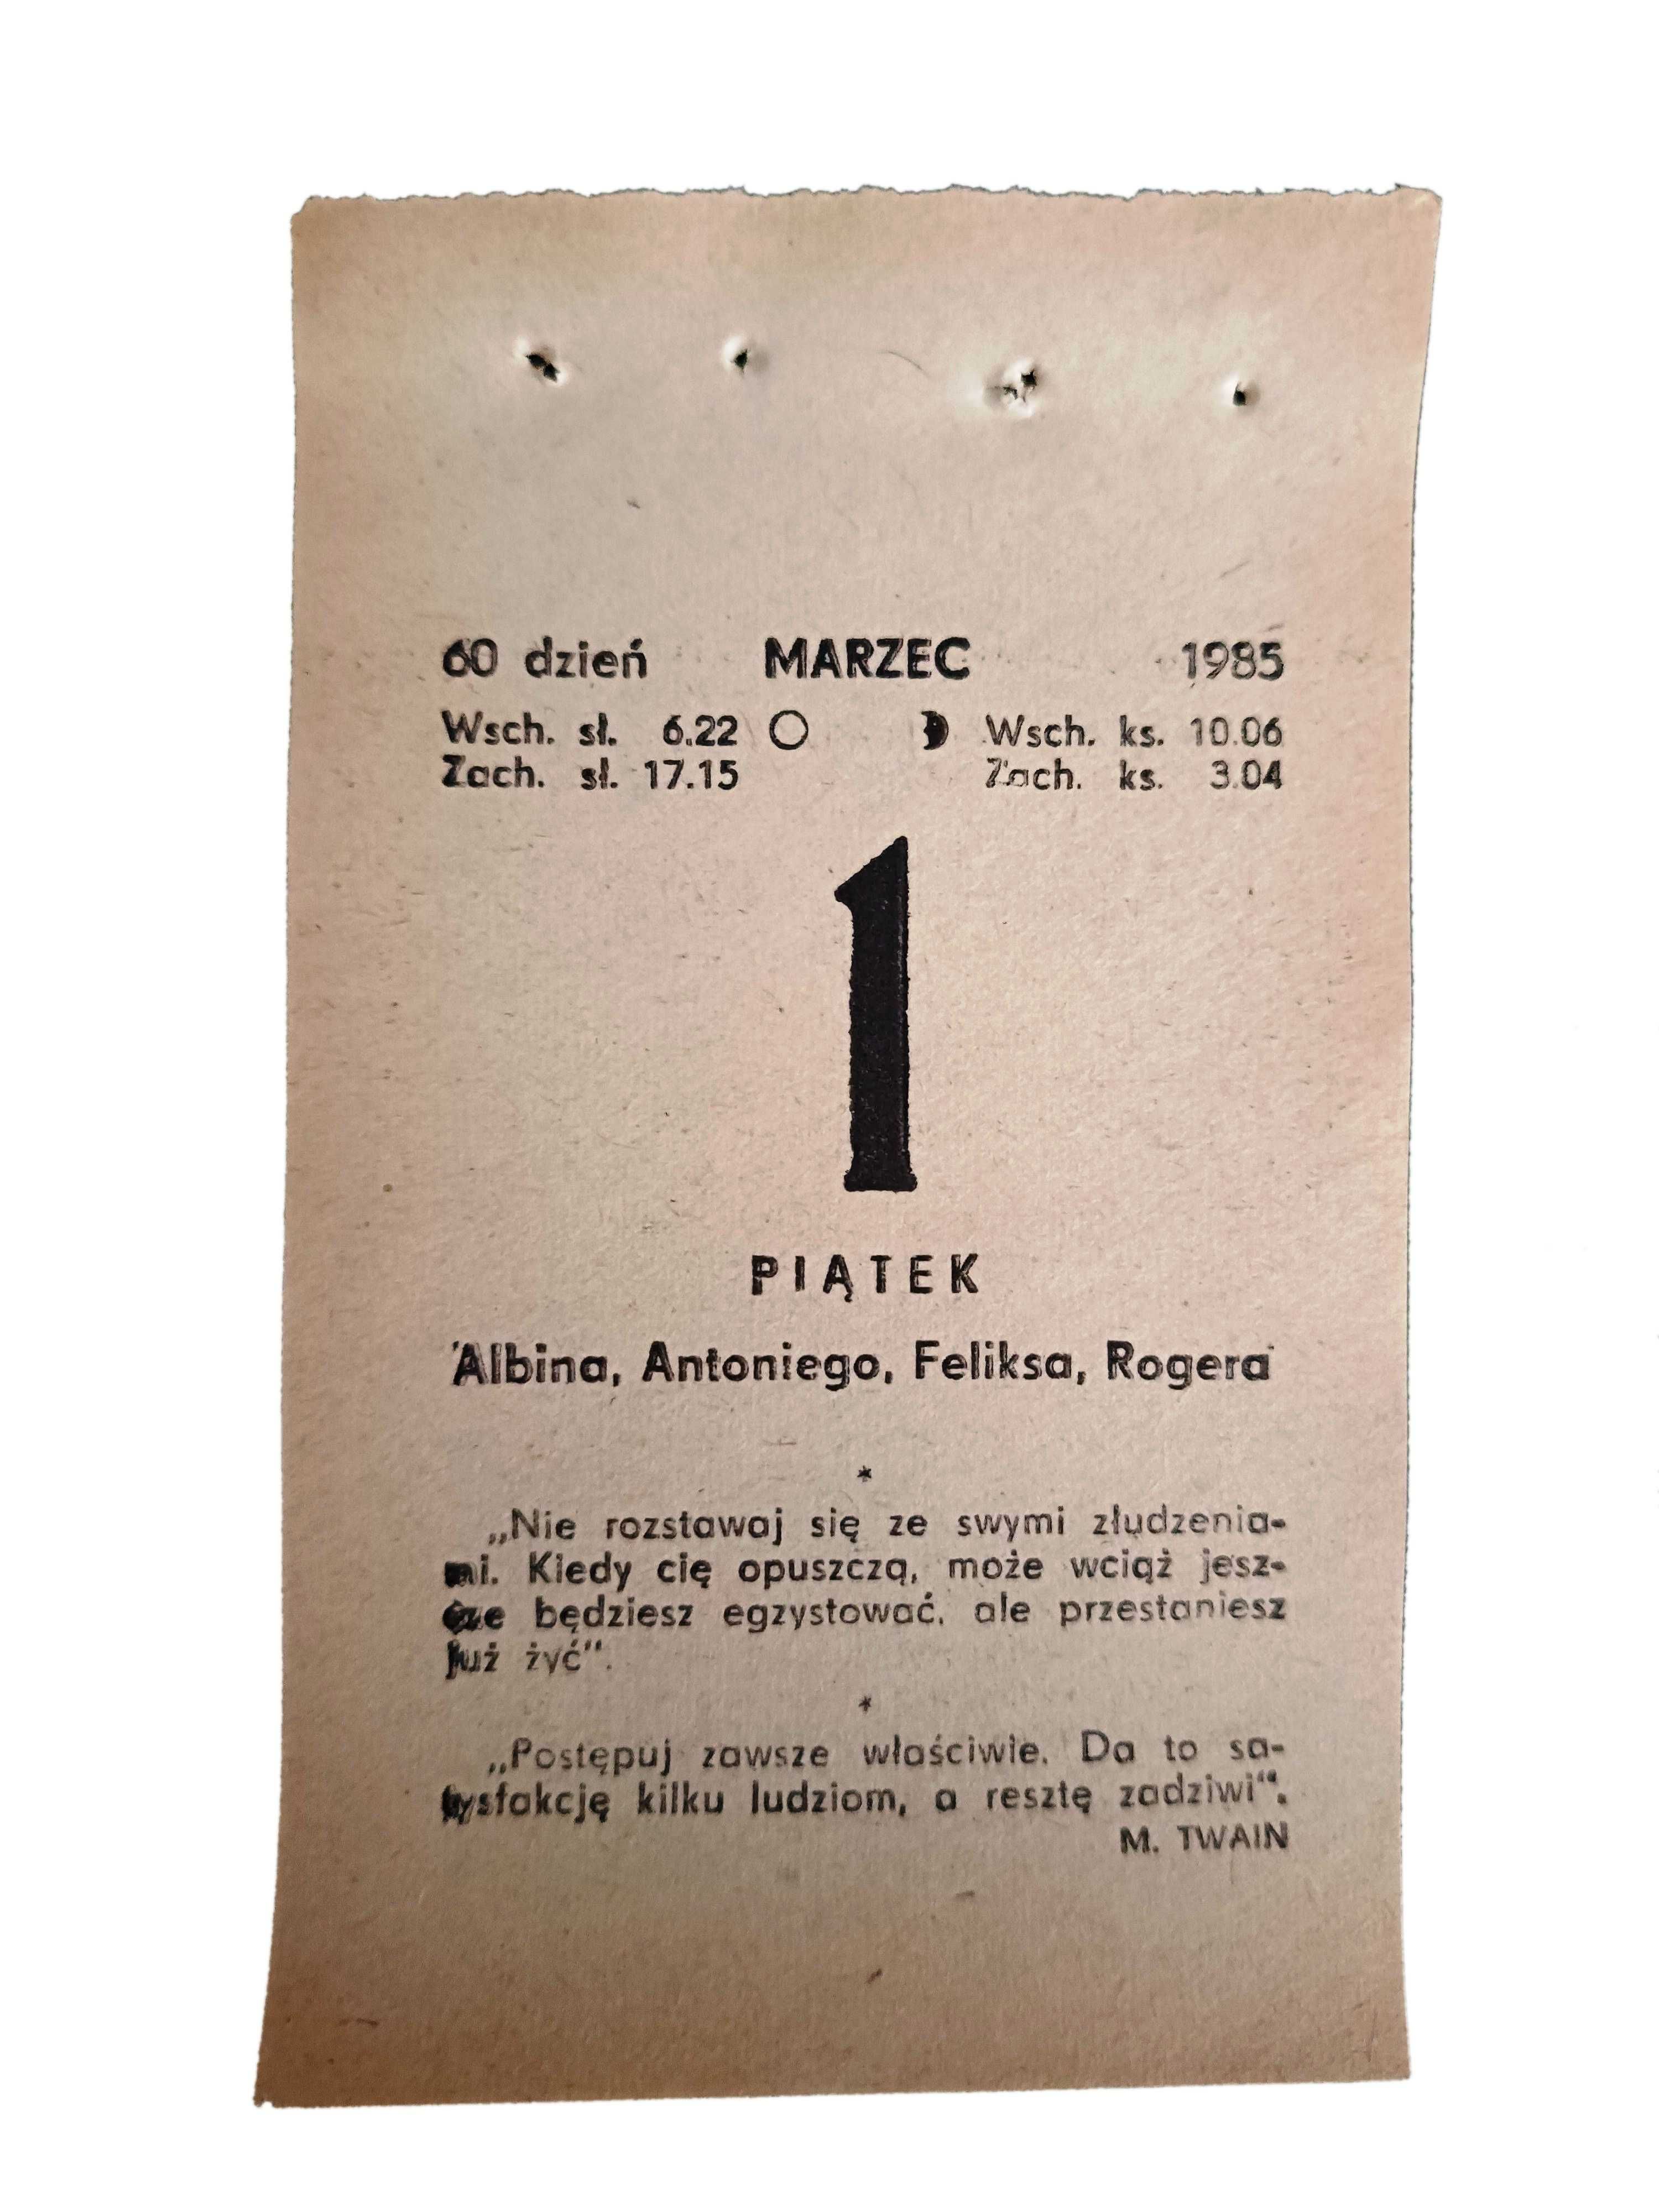 60 dzień MARZEC 1985
Wsch. sł. 6.22 Wsch. ks. 10.06
Zach. sł. 17.15 Zach. ks. 3.04
1
PIĄTEK
Albina, Antoniego, Feliksa, Rogera
*
„Nie rozstawaj się ze swymi złudzenia-
mi. Kiedy cię opuszczą, może wciąż jesz-
cze będziesz egzystować, ale przestaniesz
już żyć”.
*
„Postępuj zawsze właściwie. Da to sa-
tysfakcję kilku ludziom, a resztę zadziwi”.
M. TWAIN